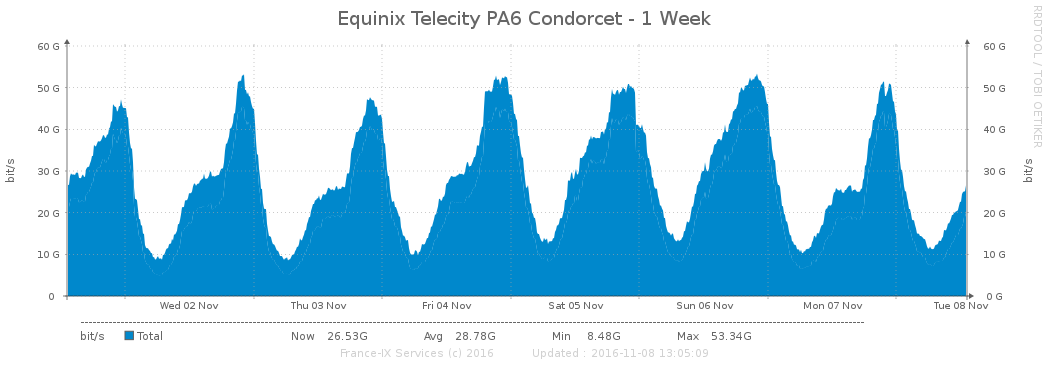 Equinix Telecity PA6 Condorcet - 1 Week
RRDTOOL / TOBI OETIKER
bit/s
bit/s
60 G 60 G
50 G 50 G
40 G 40 G
30 G 30 G
20 G 20 G
10 G 10 G
0 0 G
Wed 02 Nov Thu 03 Nov Fri 04 Nov Sat 05 Nov Sun 06 Nov Mon 07 Nov Tue 08 Nov
bit/s Total Now 26.53G Avg 28.78G Min 8.48G Max 53.34G
France-IX Services (c) 2016 Updated : 2016-11-08 13:05:09